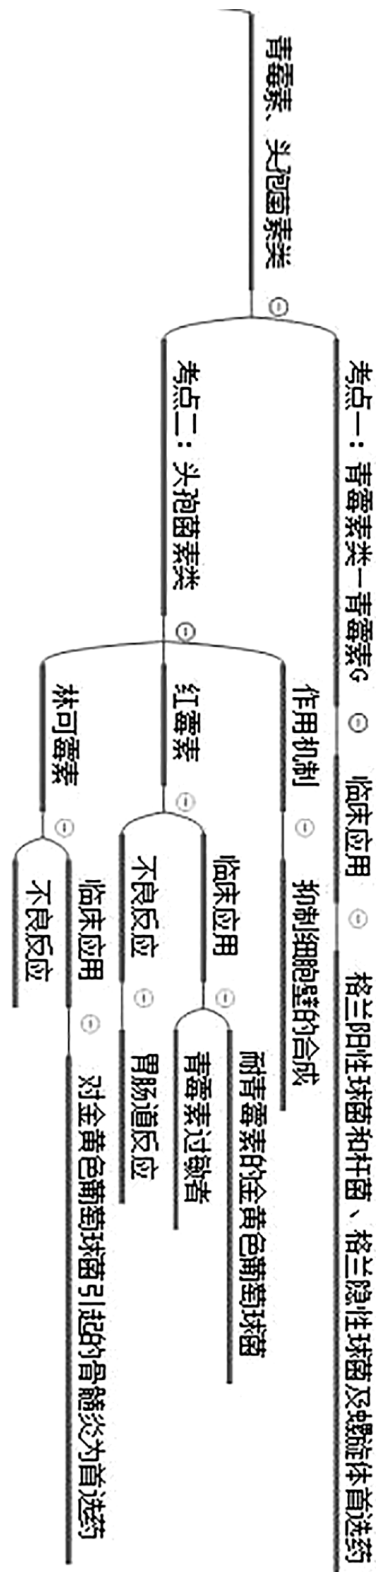 青霉素、头孢菌素类
考点一：青霉素类－青霉G
临床应用
格兰阳性球菌和杆菌、格兰隐性球菌及螺旋体首选药
考点二：头孢菌素类
作用机制
抑制细胞壁的合成
红霉素
临床应用
耐青霉素的金黄色葡萄球菌
青霉素过敏者
不良反应
胃肠道反应
林可霉素
临床应用
对金黄色葡萄球菌引起的骨髓炎为首选药
不良反应